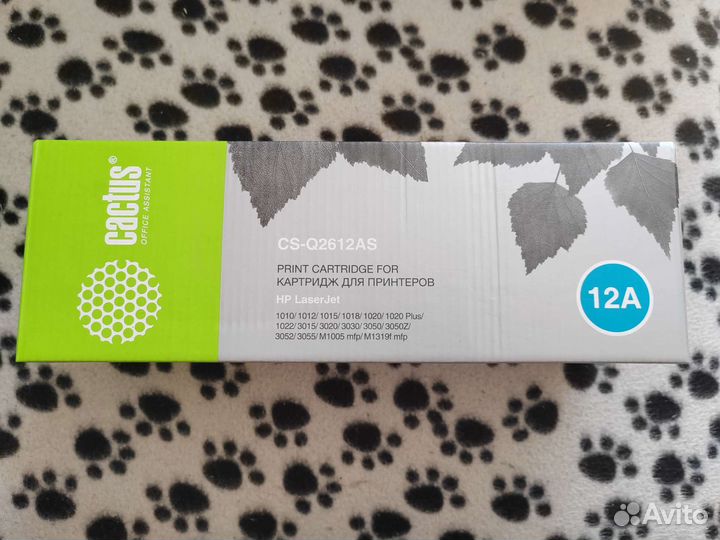 cactus®
OFFICE ASSISTANT
CS-Q2612AS
PRINT CARTRIDGE FOR
КАРТРИДЖ ДЛЯ ПРИНТЕРОВ
HP LaserJet
1010/ 1012/ 1015/ 1018/ 1020/ 1020 Plus/
1022/ 3015/ 3020/ 3030/ 3050/ 3050Z/
3052/ 3055/ M1005 mfp/ M1319f mfp
12A
Avito